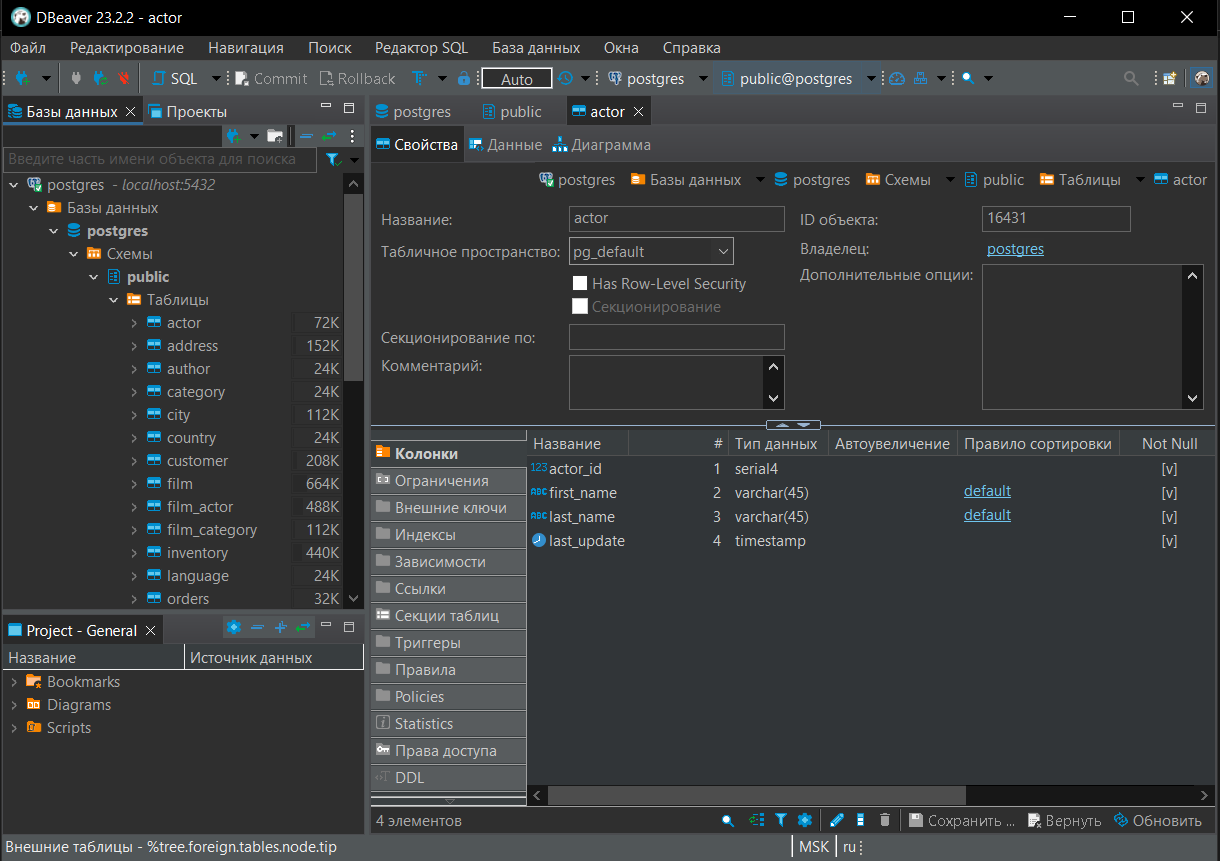 DBeaver 23.2.2 - actor
Файл Редактирование Навигация Поиск Редактор SQL База данных Окна Справка
SQL Commit Rollback Auto postgres public@postgres
Базы данных Проекты
Введите часть имени объекта для поиска
postgres - localhost:5432
Базы данных
postgres
Схемы
public
Таблицы
actor 72K
address 152K
author 24K
category 24K
city 112K
country 24K
customer 208K
film 664K
film_actor 488K
film_category 112K
inventory 440K
language 24K
orders 32K
Project - General
Название Источник данных
Bookmarks
Diagrams
Scripts
postgres public actor
Свойства Данные Диаграмма
postgres Базы данных postgres Схемы public Таблицы actor
Название: actor ID объекта: 16431
Табличное пространство: pg_default Владелец: postgres
Дополнительные опции:
Has Row-Level Security
Секционирование
Секционирование по:
Комментарий:
Колонки
Ограничения
Внешние ключи
Индексы
Зависимости
Ссылки
Секции таблиц
Триггеры
Правила
Policies
Statistics
Права доступа
DDL
Название # Тип данных Автоувеличение Правило сортировки Not Null
123 actor_id 1 serial4 [v]
ABC first_name 2 varchar(45) default [v]
ABC last_name 3 varchar(45) default [v]
last_update 4 timestamp [v]
4 элементов Сохранить ... Вернуть Обновить
Внешние таблицы - %tree.foreign.tables.node.tip MSK ru